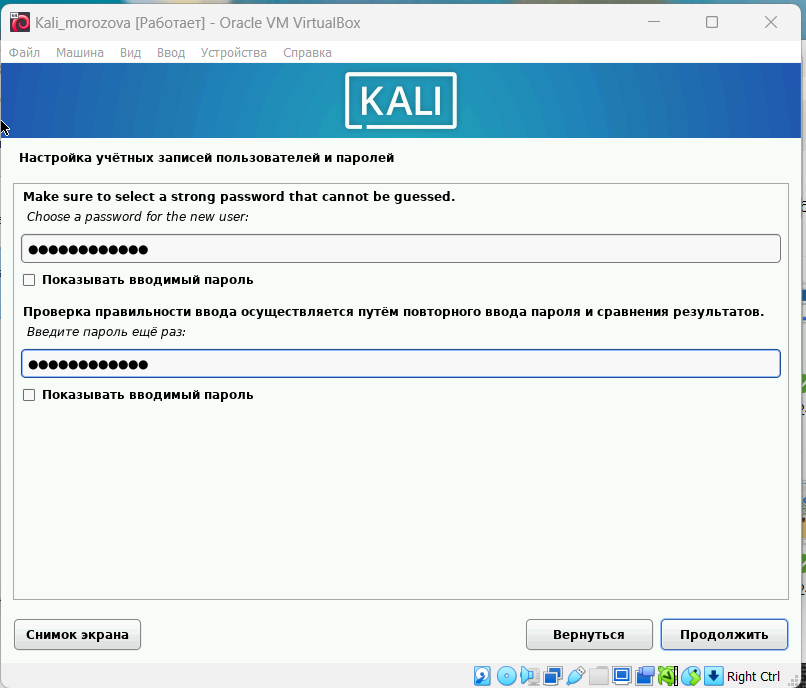 Kali_morozova [Работает] - Oracle VM VirtualBox
Файл Машина Вид Ввод Устройства Справка
KALI
Настройка учётных записей пользователей и паролей
Make sure to select a strong password that cannot be guessed.
Choose a password for the new user:
●●●●●●●●●●●●
Показывать вводимый пароль
Проверка правильности ввода осуществляется путём повторного ввода пароля и сравнения результатов.
Введите пароль ещё раз:
●●●●●●●●●●●●
Показывать вводимый пароль
Снимок экрана Вернуться Продолжить
Right Ctrl